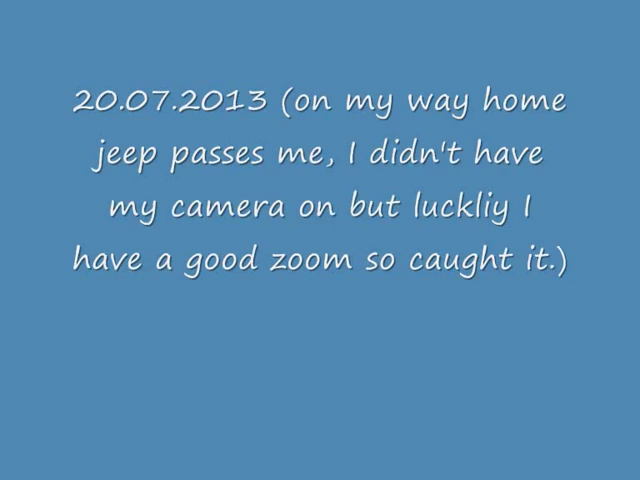 20.07.2013 (on my way home
jeep passes me, I didn't have
my camera on but luckliy I
have a good zoom so caught it.)